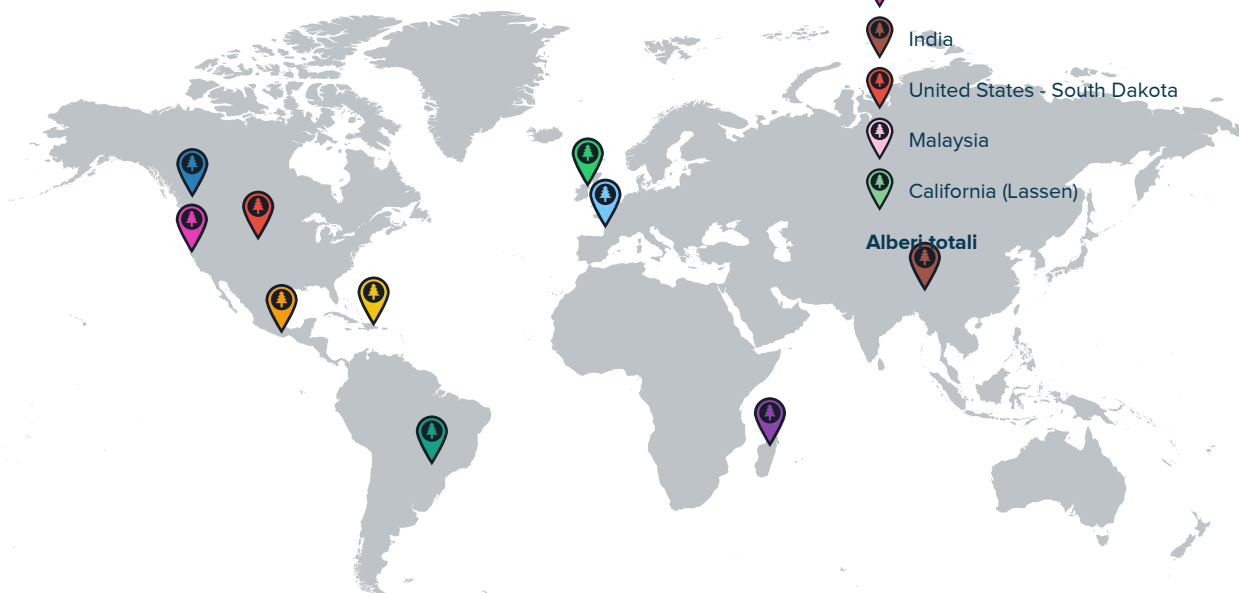 India
United States - South Dakota
Malaysia
California (Lassen)
Alberi totali